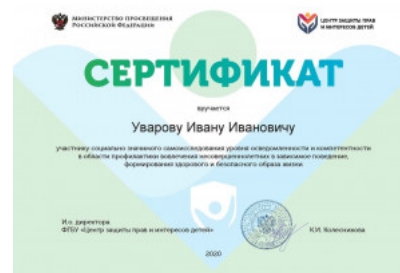 МИНИСТЕРСТВО ПРОСВЕЩЕНИЯ
РОССИЙСКОЙ ФЕДЕРАЦИИ
ЦЕНТР ЗАЩИТЫ ПРАВ
И ИНТЕРЕСОВ ДЕТЕЙ
СЕРТИФИКАТ
вручается
Уварову Ивану Ивановичу
участнику социально значимого самоисследования уровня осведомленности и компетентности
в области профилактики вовлечения несовершеннолетних в зависимое поведение,
формирования здорового и безопасного образа жизни
И.о. директора
ФГБУ «Центр защиты прав и интересов детей»
К.И. Колесникова
2020